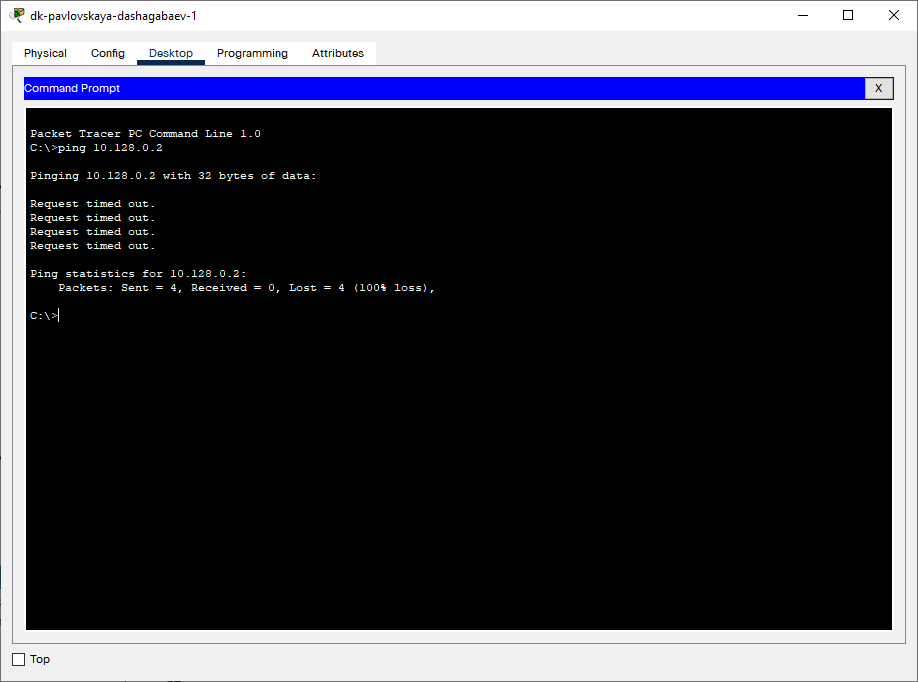 dk-pavlovskaya-dashagabaev-1
Physical Config Desktop Programming Attributes
Command Prompt X
Packet Tracer PC Command Line 1.0
C:\>ping 10.128.0.2
Pinging 10.128.0.2 with 32 bytes of data:
Request timed out.
Request timed out.
Request timed out.
Request timed out.
Ping statistics for 10.128.0.2:
Packets: Sent = 4, Received = 0, Lost = 4 (100% loss),
C:\>
Top